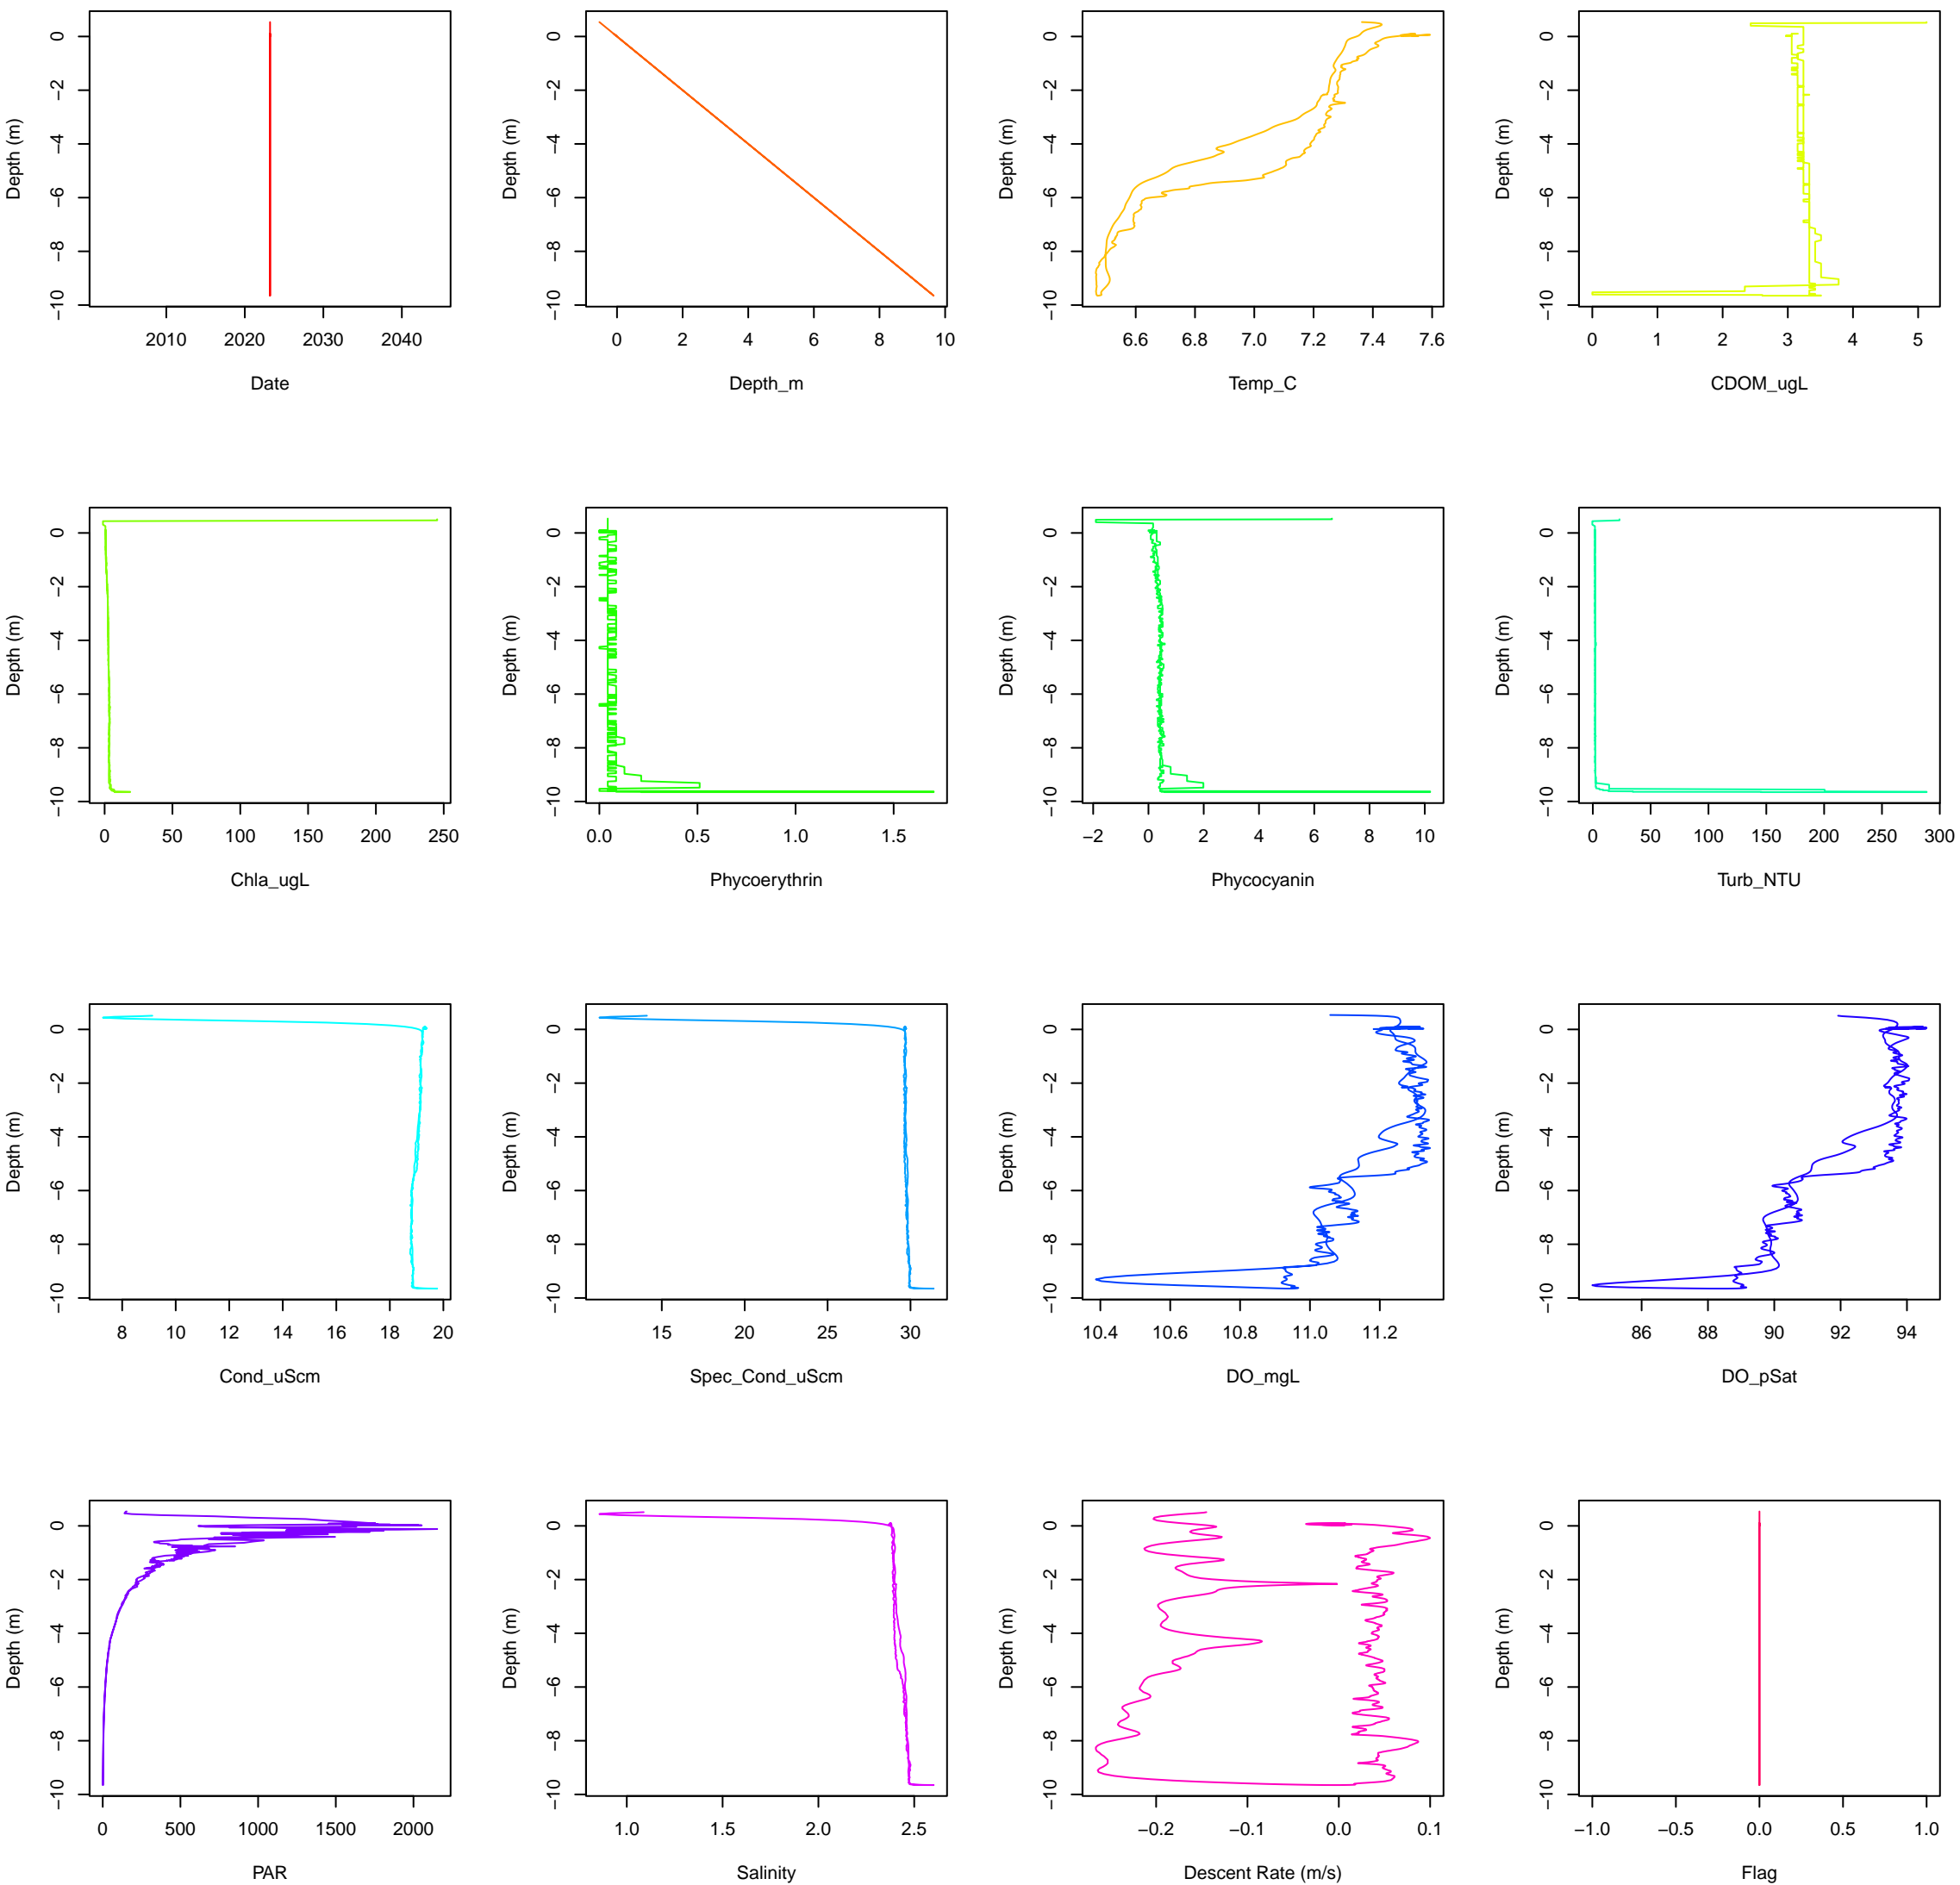 Depth (m)
0
−2
−4
−6
−8
−10
2010 2020 2030 2040
Date
Depth (m)
0
−2
−4
−6
−8
−10
0 2 4 6 8 10
Depth_m
Depth (m)
0
−2
−4
−6
−8
−10
6.6 6.8 7.0 7.2 7.4 7.6
Temp_C
Depth (m)
0
−2
−4
−6
−8
−10
0 1 2 3 4 5
CDOM_ugL
Depth (m)
0
−2
−4
−6
−8
−10
0 50 100 150 200 250
Chla_ugL
Depth (m)
0
−2
−4
−6
−8
−10
0.0 0.5 1.0 1.5
Phycoerythrin
Depth (m)
0
−2
−4
−6
−8
−10
−2 0 2 4 6 8 10
Phycocyanin
Depth (m)
0
−2
−4
−6
−8
−10
0 50 100 150 200 250 300
Turb_NTU
Depth (m)
0
−2
−4
−6
−8
−10
8 10 12 14 16 18 20
Cond_uScm
Depth (m)
0
−2
−4
−6
−8
−10
15 20 25 30
Spec_Cond_uScm
Depth (m)
0
−2
−4
−6
−8
−10
10.4 10.6 10.8 11.0 11.2
DO_mgL
Depth (m)
0
−2
−4
−6
−8
−10
86 88 90 92 94
DO_pSat
Depth (m)
0
−2
−4
−6
−8
−10
0 500 1000 1500 2000
PAR
Depth (m)
0
−2
−4
−6
−8
−10
1.0 1.5 2.0 2.5
Salinity
Depth (m)
0
−2
−4
−6
−8
−10
−0.2 −0.1 0.0 0.1
Descent Rate (m/s)
Depth (m)
0
−2
−4
−6
−8
−10
−1.0 −0.5 0.0 0.5 1.0
Flag